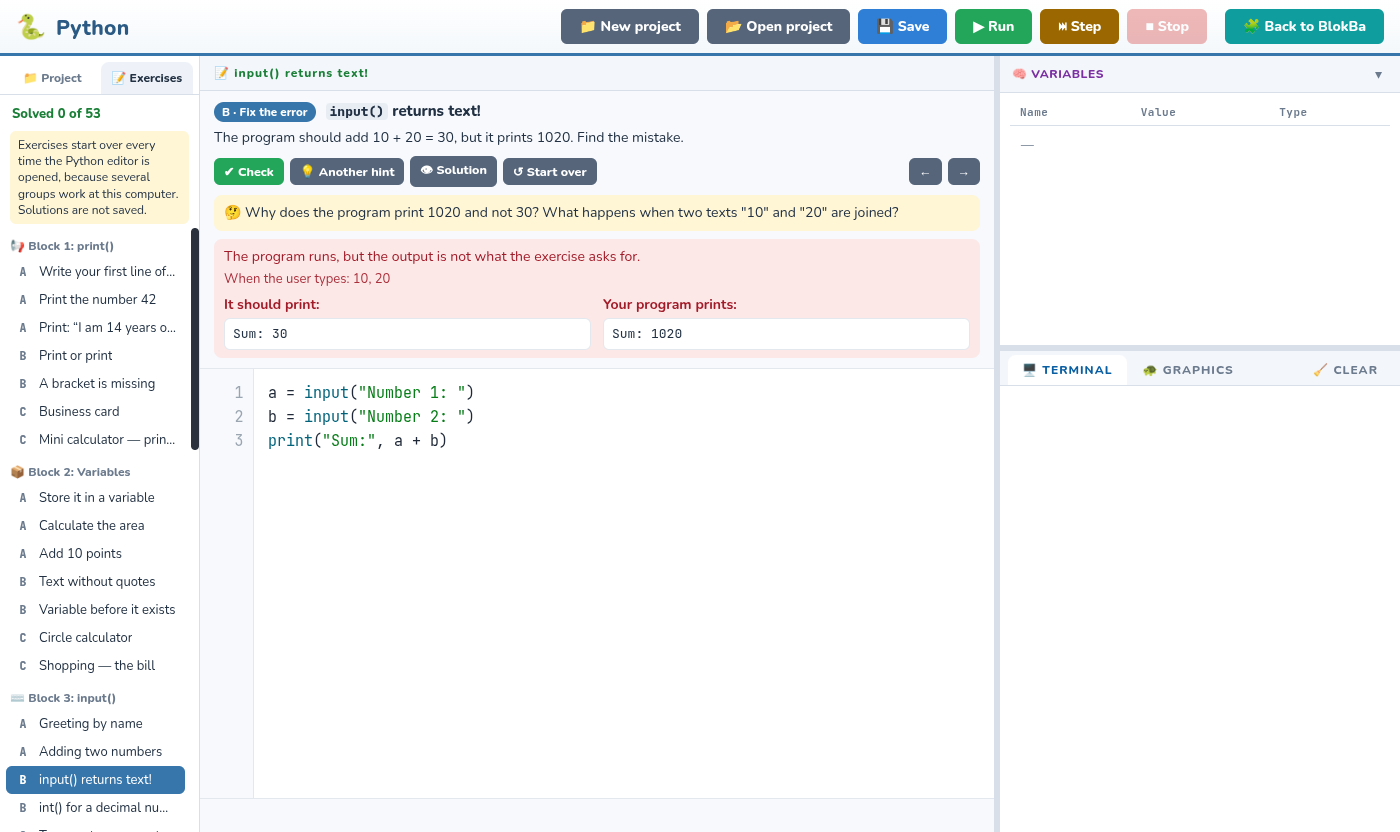 🐍 Python
📁 New project
📂 Open project
💾 Save
▶ Run
⏭ Step
■ Stop
🧩 Back to BlokBa
📁 Project
📝 Exercises
Solved 0 of 53
Exercises start over every
time the Python editor is
opened, because several
groups work at this computer.
Solutions are not saved.
Block 1: print()
A Write your first line of...
A Print the number 42
A Print: “I am 14 years o...
B Print or print
B A bracket is missing
C Business card
C Mini calculator — prin...
📦 Block 2: Variables
A Store it in a variable
A Calculate the area
A Add 10 points
B Text without quotes
B Variable before it exists
C Circle calculator
C Shopping — the bill
⌨️ Block 3: input()
A Greeting by name
A Adding two numbers
B input() returns text!
B int() for a decimal nu...
📝 input() returns text!
B · Fix the error input() returns text!
The program should add 10 + 20 = 30, but it prints 1020. Find the mistake.
✔ Check
💡 Another hint
👁 Solution
↺ Start over
←
→
🤔 Why does the program print 1020 and not 30? What happens when two texts "10" and "20" are joined?
The program runs, but the output is not what the exercise asks for.
When the user types: 10, 20
It should print:
Sum: 30
Your program prints:
Sum: 1020
1 a = input("Number 1: ")
2 b = input("Number 2: ")
3 print("Sum:", a + b)
🧠 VARIABLES ▼
Name Value Type
—
🖥️ TERMINAL
🐢 GRAPHICS
🧹 CLEAR